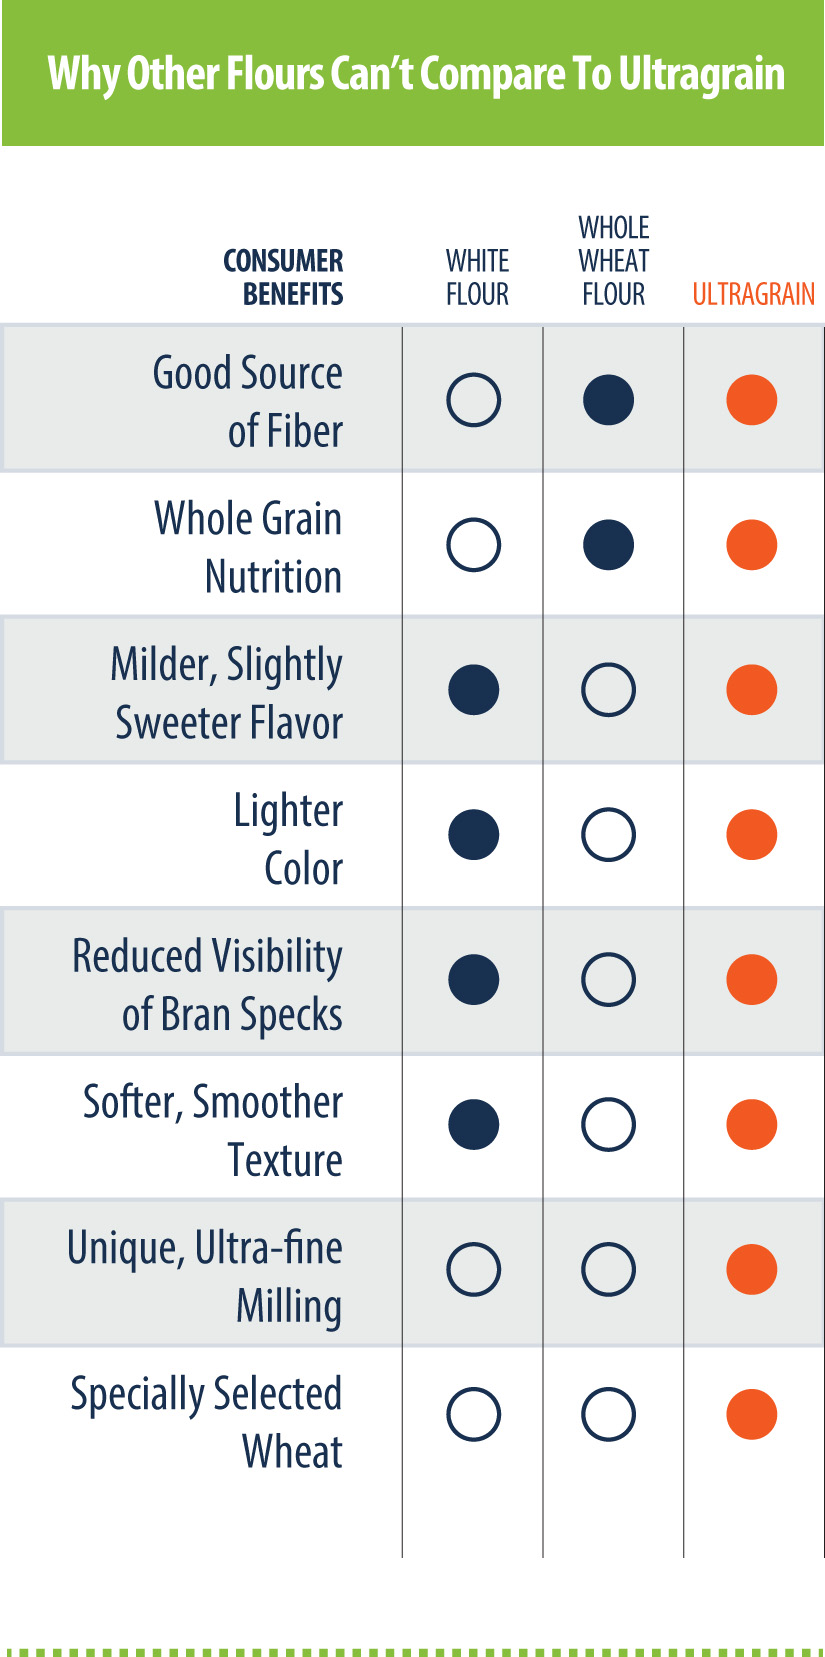 Why Other Flours Can’t Compare To Ultragrain
CONSUMER
BENEFITS
WHITE
FLOUR
WHOLE
WHEAT
FLOUR
ULTRAGRAIN
Good Source
of Fiber
Whole Grain
Nutrition
Milder, Slightly
Sweeter Flavor
Lighter
Color
Reduced Visibility
of Bran Specks
Softer, Smoother
Texture
Unique, Ultra-fine
Milling
Specially Selected
Wheat